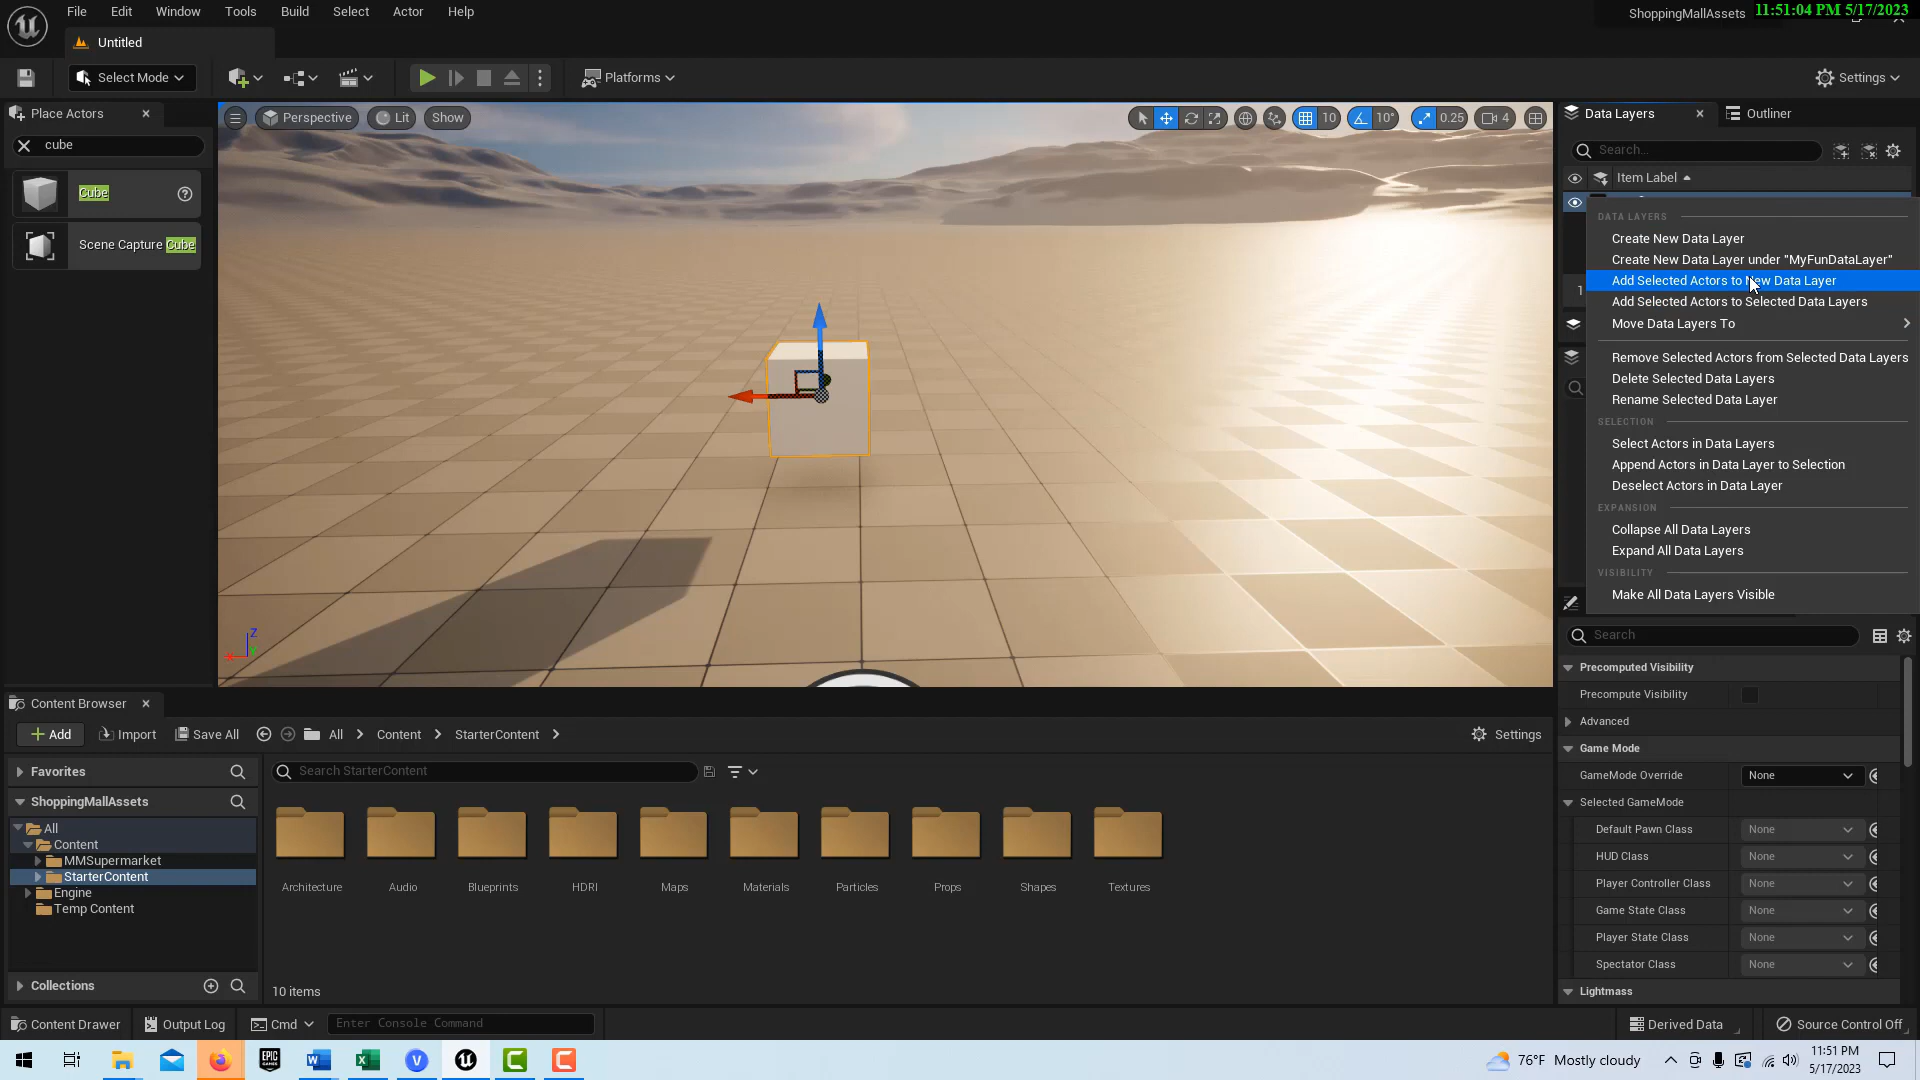 File Edit Window Tools Build Select Actor Help
ShoppingMallAssets
11:51:04 PM 5/17/2023
Untitled
Select Mode
Platforms
Settings
Place Actors
cube
Cube
Scene Capture Cube
Perspective
Lit
Show
10
10°
0.25
4
Data Layers
Outliner
Search...
Item Label
DATA LAYERS
Create New Data Layer
Create New Data Layer under "MyFunDataLayer"
Add Selected Actors to New Data Layer
Add Selected Actors to Selected Data Layers
Move Data Layers To
Remove Selected Actors from Selected Data Layers
Delete Selected Data Layers
Rename Selected Data Layer
SELECTION
Select Actors in Data Layers
Append Actors in Data Layer to Selection
Deselect Actors in Data Layer
EXPANSION
Collapse All Data Layers
Expand All Data Layers
VISIBILITY
Make All Data Layers Visible
1
Z
X
Y
Search
Precomputed Visibility
Precompute Visibility
Advanced
Game Mode
GameMode Override None
Selected GameMode
Default Pawn Class None
HUD Class None
Player Controller Class None
Game State Class None
Player State Class None
Spectator Class None
Lightmass
Content Browser
Add
Import
Save All
All
Content
StarterContent
Settings
Favorites
ShoppingMallAssets
All
Content
MMSupermarket
StarterContent
Engine
Temp Content
Collections
Search StarterContent
Architecture
Audio
Blueprints
HDRI
Maps
Materials
Particles
Props
Shapes
Textures
10 items
Content Drawer
Output Log
Cmd
Enter Console Command
Derived Data
Source Control Off
EPIC GAMES
76°F Mostly cloudy
11:51 PM
5/17/2023